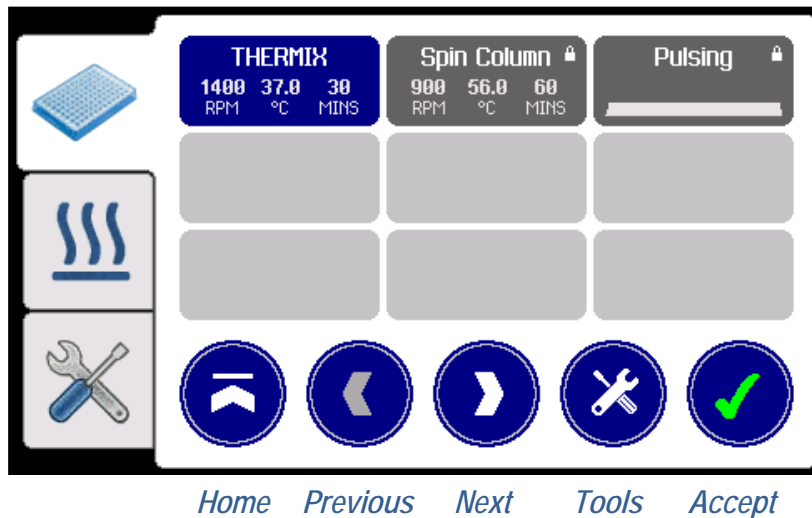 THERMIX
1400 37.0 30
RPM °C MINS
Spin Column
900 56.0 60
RPM °C MINS
Pulsing
Home Previous Next Tools Accept